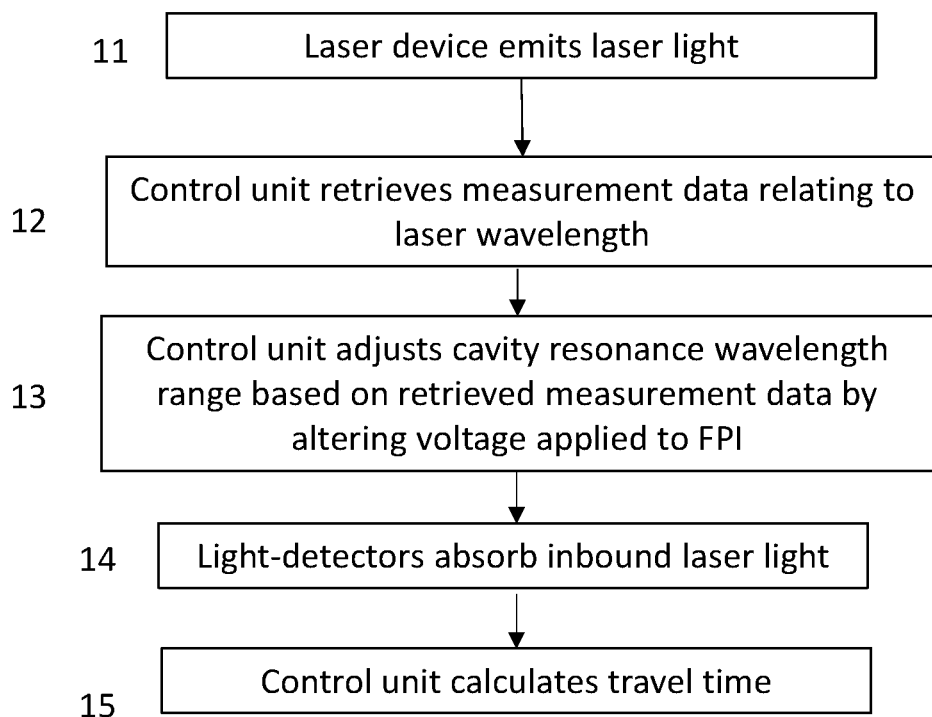 11
Laser device emits laser light
12
Control unit retrieves measurement data relating to
laser wavelength
13
Control unit adjusts cavity resonance wavelength
range based on retrieved measurement data by
altering voltage applied to FPI
14
Light-detectors absorb inbound laser light
15
Control unit calculates travel time